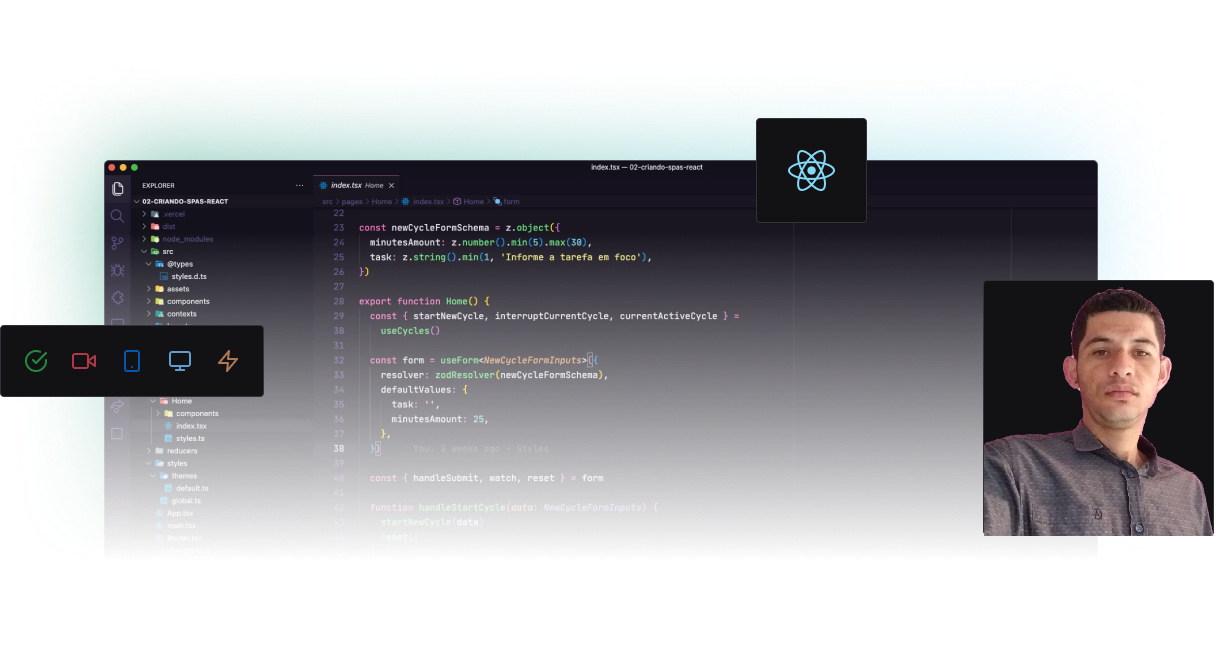 index.tsx — 02-criando-spas-react
EXPLORER
02-CRIANDO-SPAS-REACT
.vercel
dist
node_modules
src
@types
styles.d.ts
assets
components
contexts
Home
components
index.tsx
styles.ts
reducers
styles
themes
default.ts
global.ts
App.tsx
main.tsx
Router.tsx
index.tsx Home
src > pages > Home > index.tsx > Home > form
22
23 const newCycleFormSchema = z.object({
24 minutesAmount: z.number().min(5).max(30),
25 task: z.string().min(1, 'Informe a tarefa em foco'),
26 })
27
28 export function Home() {
29 const { startNewCycle, interruptCurrentCycle, currentActiveCycle } =
30 useCycles()
31
32 const form = useForm<NewCycleFormInputs>({
33 resolver: zodResolver(newCycleFormSchema),
34 defaultValues: {
35 task: '',
36 minutesAmount: 25,
37 },
38 }) You, 5 weeks ago • Styles
39
40 const { handleSubmit, watch, reset } = form
41
42 function handleStartCycle(data: NewCycleFormInputs) {
43 startNewCycle(data)
reset()